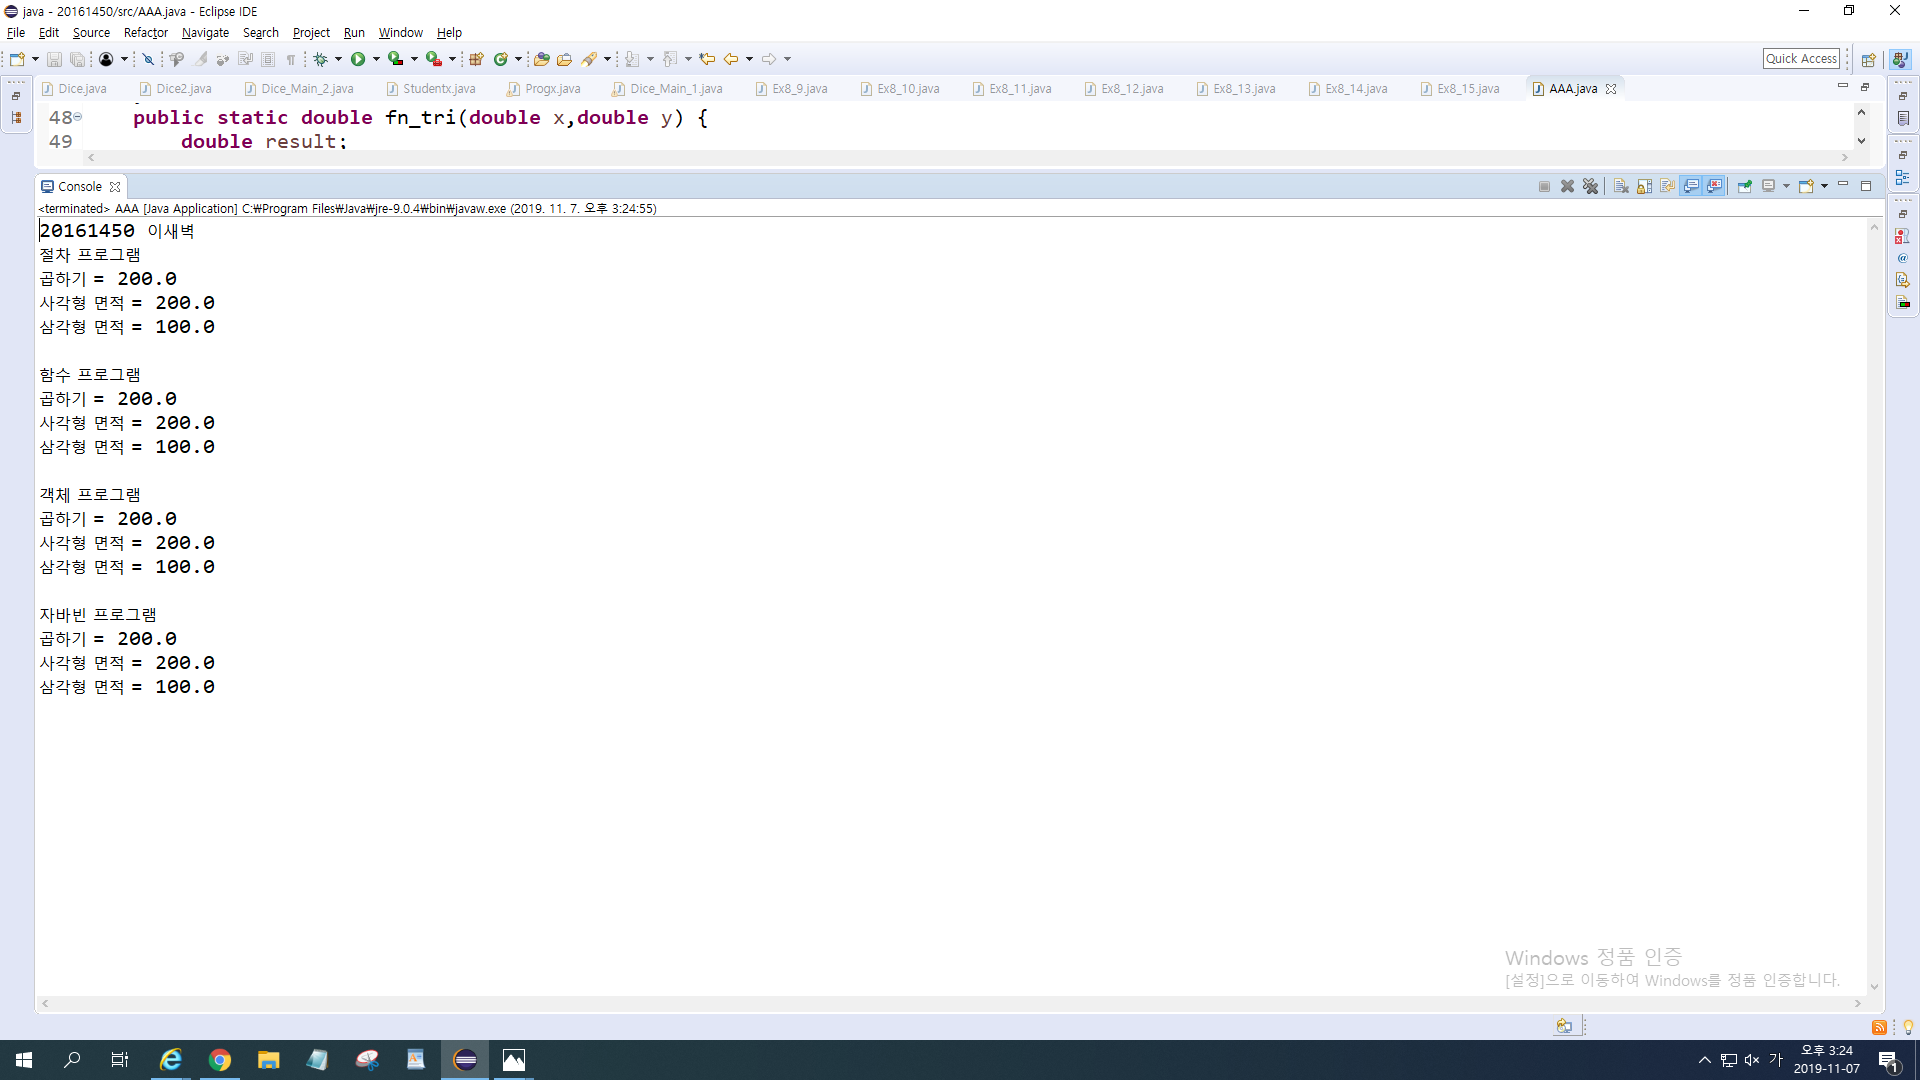 java - 20161450/src/AAA.java - Eclipse IDE
File Edit Source Refactor Navigate Search Project Run Window Help
Quick Access
Dice.java Dice2.java Dice_Main_2.java Studentx.java Progx.java Dice_Main_1.java Ex8_9.java Ex8_10.java Ex8_11.java Ex8_12.java Ex8_13.java Ex8_14.java Ex8_15.java AAA.java
48 public static double fn_tri(double x,double y) {
49 double result;
Console
<terminated> AAA [Java Application] C:₩Program Files₩Java₩jre-9.0.4₩bin₩javaw.exe (2019. 11. 7. 오후 3:24:55)
20161450 이새벽
절차 프로그램
곱하기 = 200.0
사각형 면적 = 200.0
삼각형 면적 = 100.0
함수 프로그램
곱하기 = 200.0
사각형 면적 = 200.0
삼각형 면적 = 100.0
객체 프로그램
곱하기 = 200.0
사각형 면적 = 200.0
삼각형 면적 = 100.0
자바빈 프로그램
곱하기 = 200.0
사각형 면적 = 200.0
삼각형 면적 = 100.0
Windows 정품 인증
[설정]으로 이동하여 Windows를 정품 인증합니다.
가
오후 3:24
2019-11-07
1